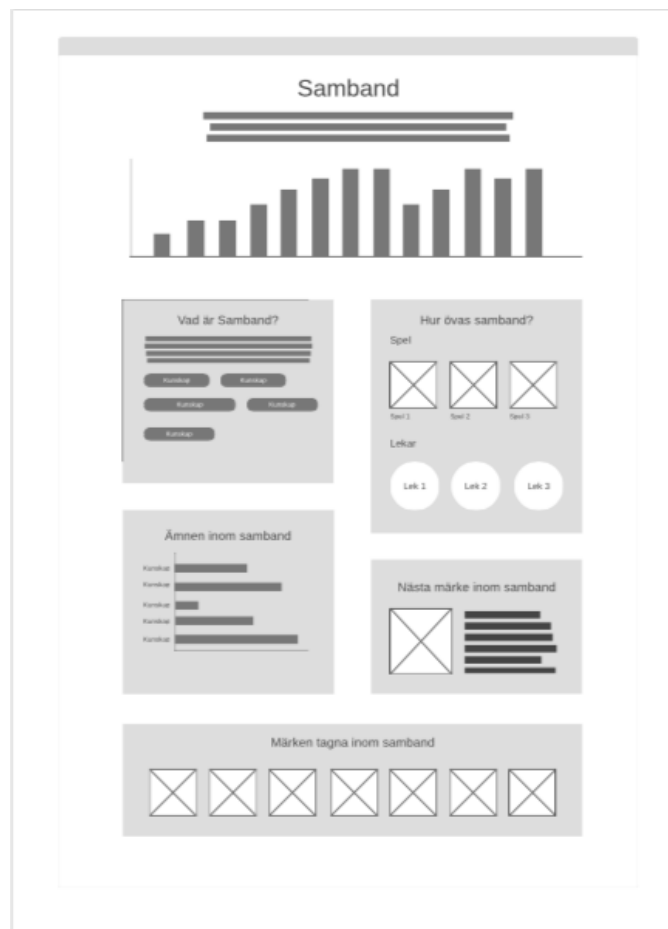 Samband
Vad är Samband?
Kunskap
Kunskap
Kunskap
Kunskap
Kunskap
Hur övas samband?
Spel
Spel 1
Spel 2
Spel 3
Lekar
Lek 1
Lek 2
Lek 3
Ämnen inom samband
Kunskap
Kunskap
Kunskap
Kunskap
Kunskap
Nästa märke inom samband
Märken tagna inom samband